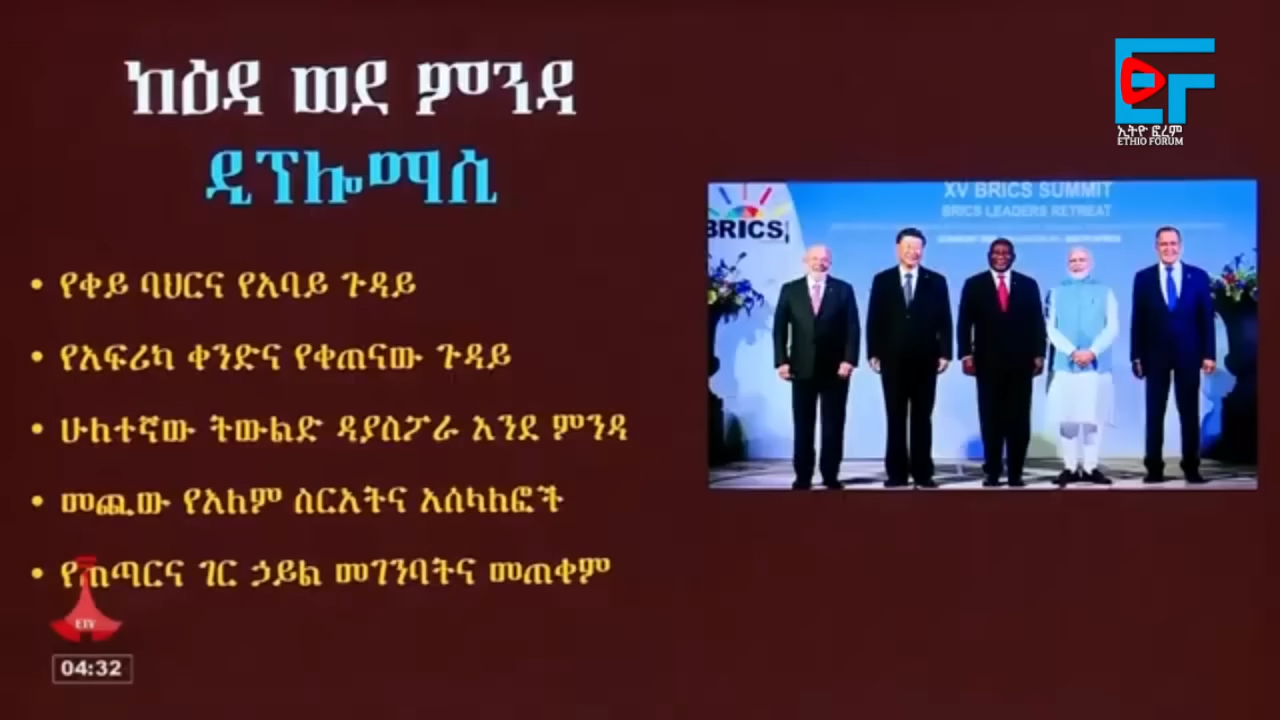 ከዕዳ ወደ ምንዳ
ዲፕሎማሲ
• የቀይ ባህርና የአባይ ጉዳይ
• የአፍሪካ ቀንድና የቀጠናው ጉዳይ
• ሁለተኛው ትውልድ ዳያስፖራ እንደ ምንዳ
• መጪው የአለም ስርአትና አሰላለፎች
• የጠጣርና ገር ኃይል መገንባትና መጠቀም
ኢትዮ ፎረም
ETHIO FORUM
XV BRICS SUMMIT
BRICS LEADERS RETREAT
BRICS
ETV
04:32